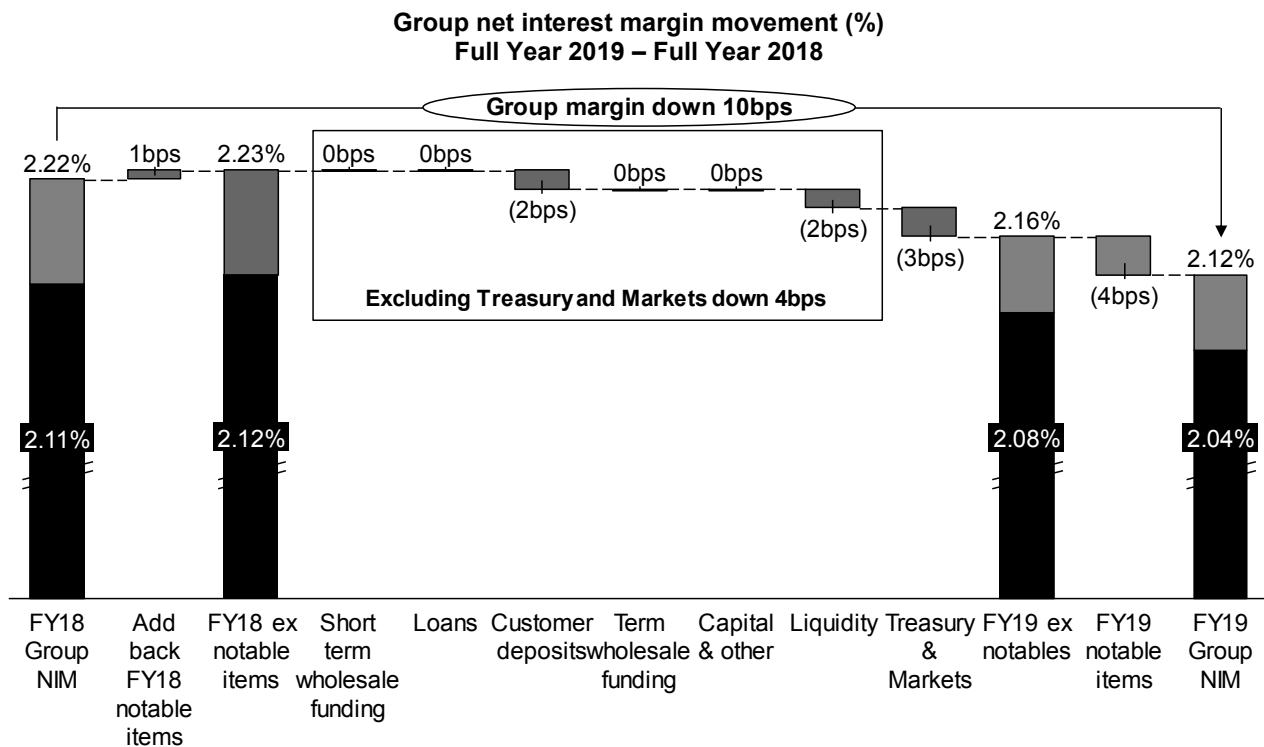 Group net interest margin movement (%)
Full Year 2019 – Full Year 2018
Group margin down 10bps
2.22%
1bps
2.23%
0bps
0bps
(2bps)
0bps
0bps
(2bps)
(3bps)
2.16%
(4bps)
2.12%
Excluding Treasury and Markets down 4bps
2.11%
2.12%
2.08%
2.04%
FY18
Group
NIM
Add
back
FY18
notable
items
FY18 ex
notable
items
Short
term
wholesale
funding
Loans
Customer
deposits
Term
wholesale
funding
Capital
& other
Liquidity
Treasury
&
Markets
FY19 ex
notables
FY19
notable
items
FY19
Group
NIM